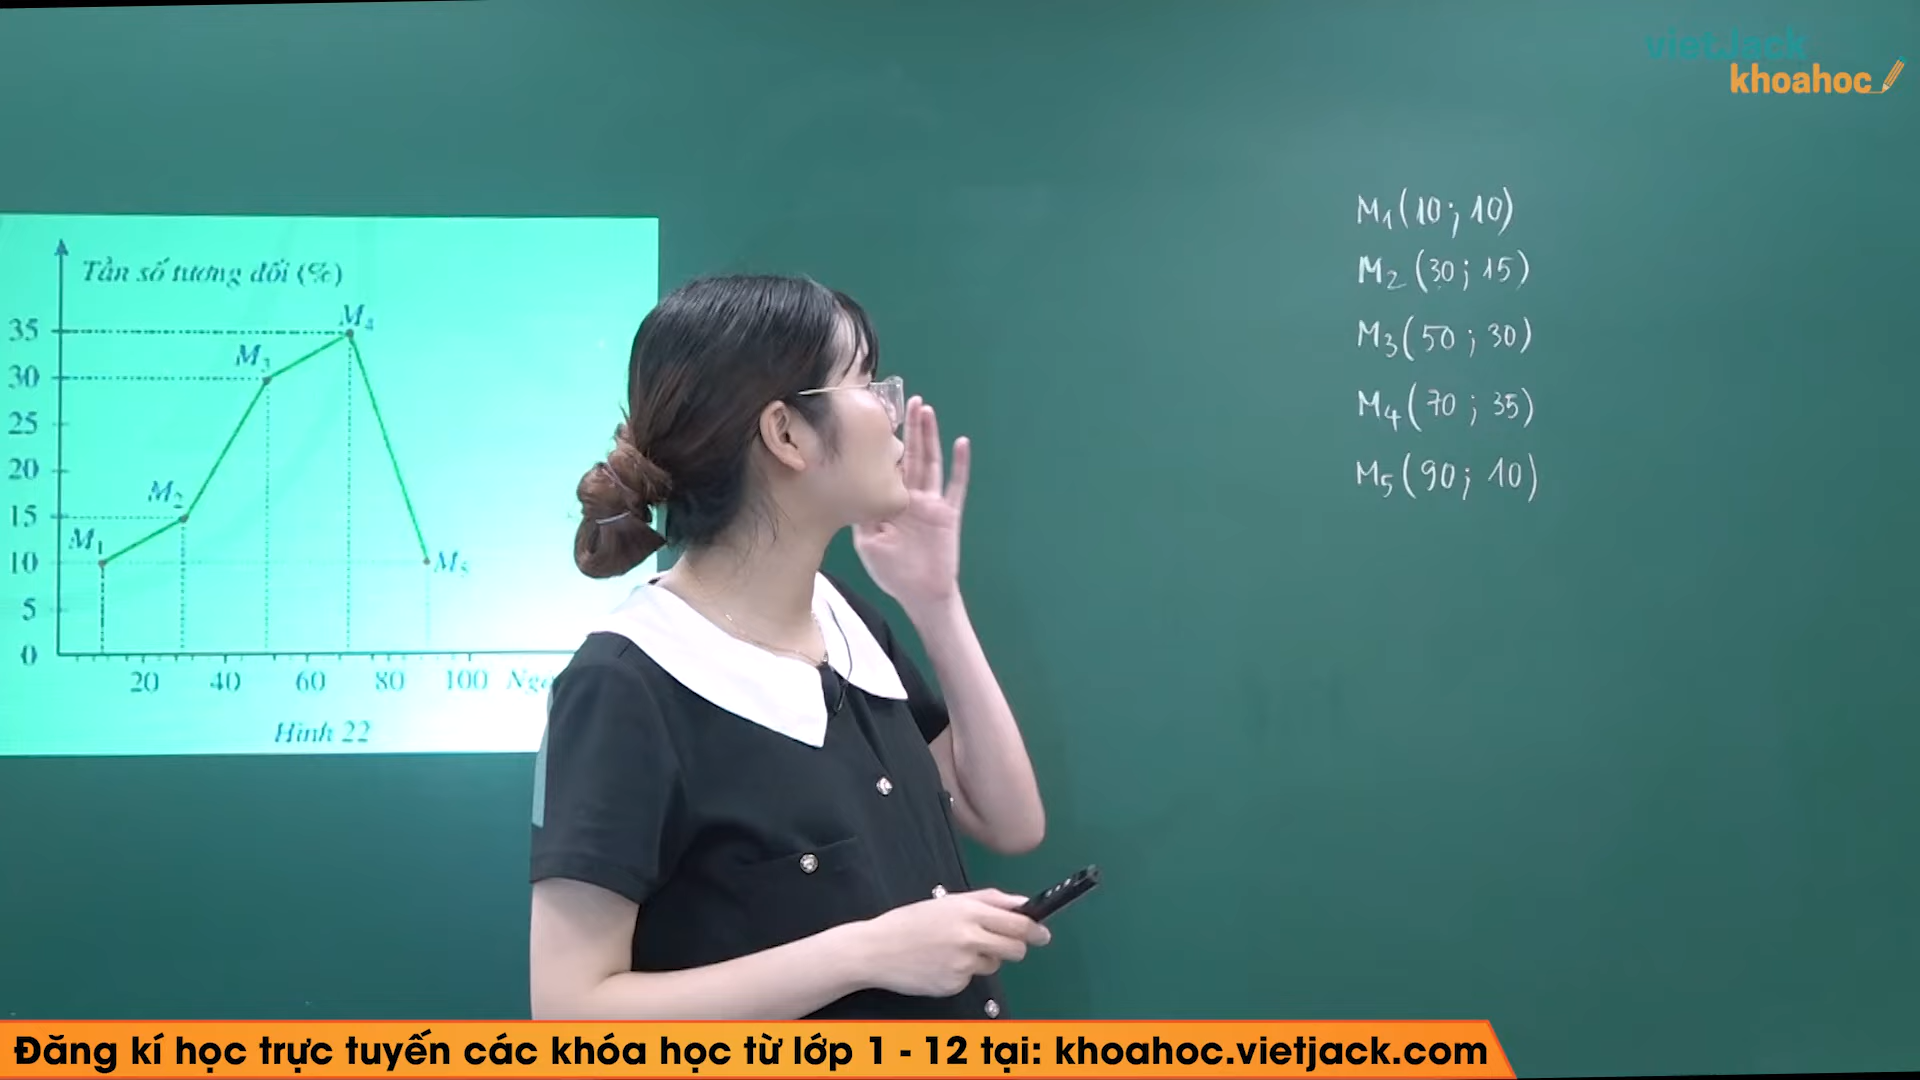 vietJack
khoahoc
Tần số tương đối (%)
35
30
25
20
15
10
5
0
M₁
M₂
M₃
M₄
M₅
20 40 60 80 100
Hình 22
M₁(10; 10)
M₂(30; 15)
M₃(50; 30)
M₄(70; 35)
M₅(90; 10)
Đăng kí học trực tuyến các khóa học từ lớp 1 - 12 tại: khoahoc.vietjack.com